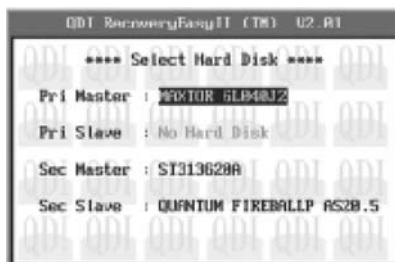 QDI RecoveryEasyII (TM) V2.01
**** Select Hard Disk ****
Pri Master : MAXTOR 6L040J2
Pri Slave : No Hard Disk
Sec Master : ST313620A
Sec Slave : QUANTUM FIREBALLP AS20.5